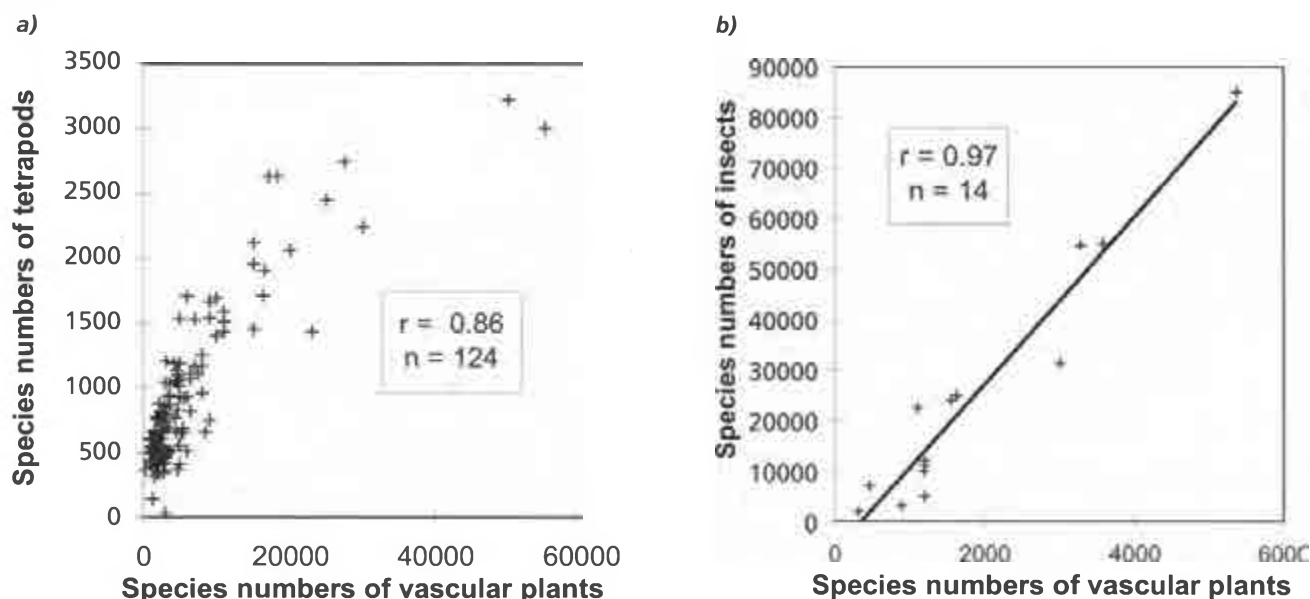 a)
Species numbers of tetrapods
3500
3000
2500
2000
1500
1000
500
0
r = 0.86
n = 124
0 20000 40000 60000
Species numbers of vascular plants
b)
Species numbers of insects
90000
80000
70000
60000
50000
40000
30000
20000
10000
0
r = 0.97
n = 14
0 2000 4000 6000
Species numbers of vascular plants